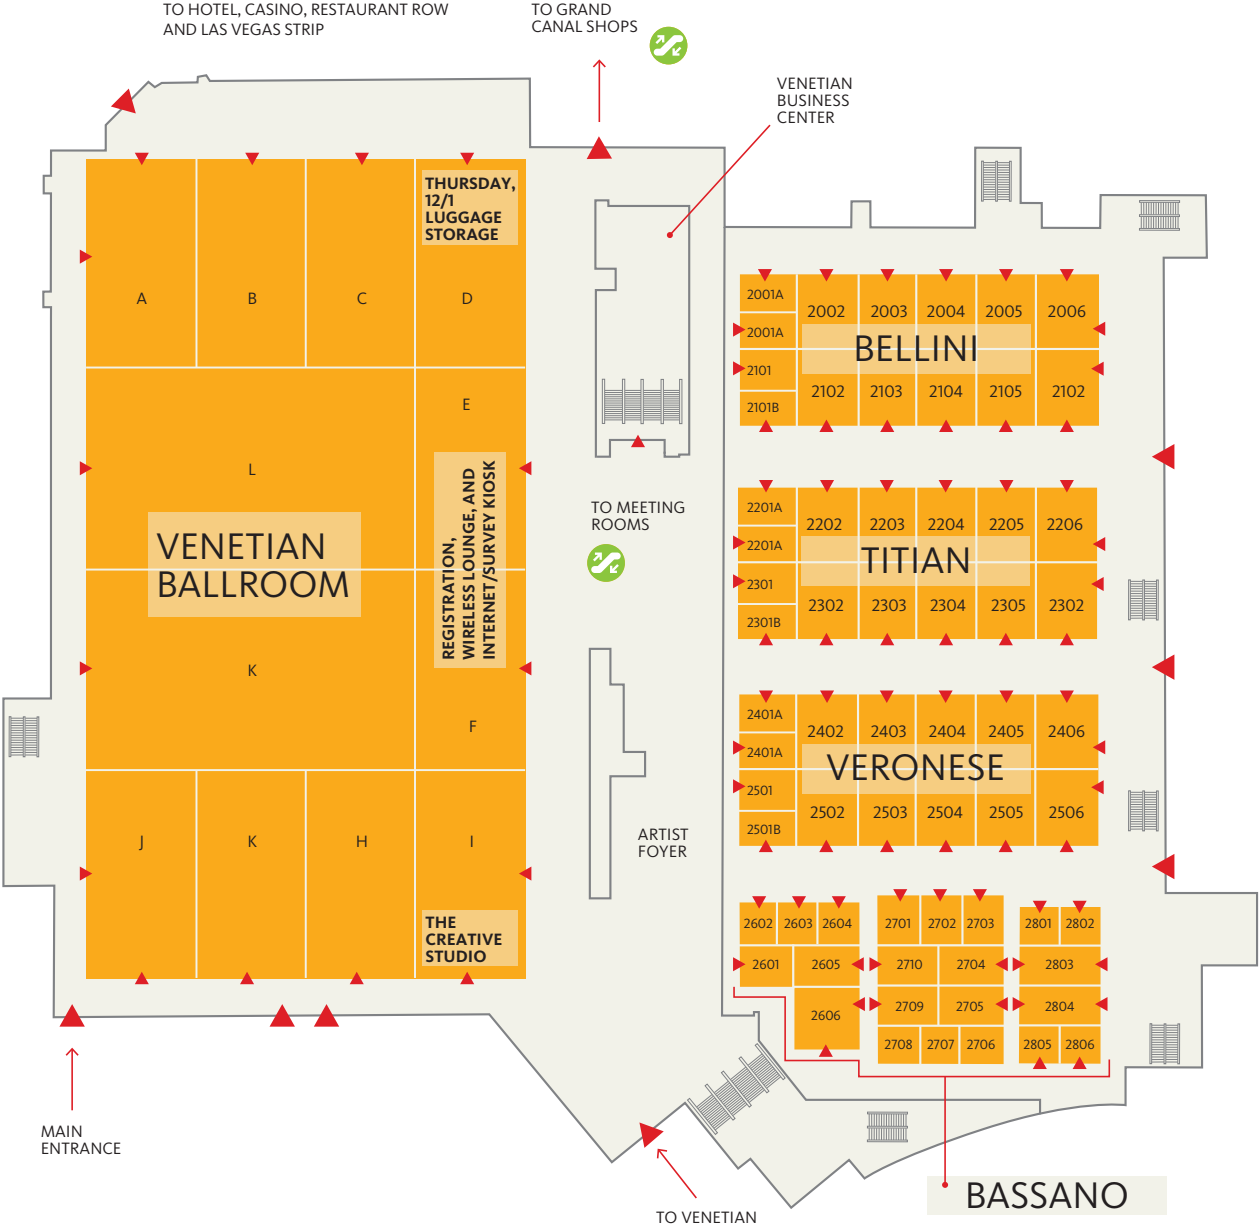 TO HOTEL, CASINO, RESTAURANT ROW
AND LAS VEGAS STRIP
TO GRAND
CANAL SHOPS
VENETIAN
BUSINESS
CENTER
THURSDAY,
12/1
LUGGAGE
STORAGE
A
B
C
D
E
L
REGISTRATION,
WIRELESS LOUNGE, AND
INTERNET/SURVEY KIOSK
VENETIAN
BALLROOM
K
F
J
K
H
I
THE
CREATIVE
STUDIO
TO MEETING
ROOMS
ARTIST
FOYER
2001A
2002
2003
2004
2005
2006
2001A
BELLINI
2101
2102
2103
2104
2105
2102
2101B
2201A
2202
2203
2204
2205
2206
2201A
TITIAN
2301
2302
2303
2304
2305
2302
2301B
2401A
2402
2403
2404
2405
2406
2401A
VERONESE
2501
2502
2503
2504
2505
2506
2501B
2602
2603
2604
2601
2605
2606
2701
2702
2703
2710
2704
2709
2705
2708
2707
2706
2801
2802
2803
2804
2805
2806
BASSANO
MAIN
ENTRANCE
TO VENETIAN